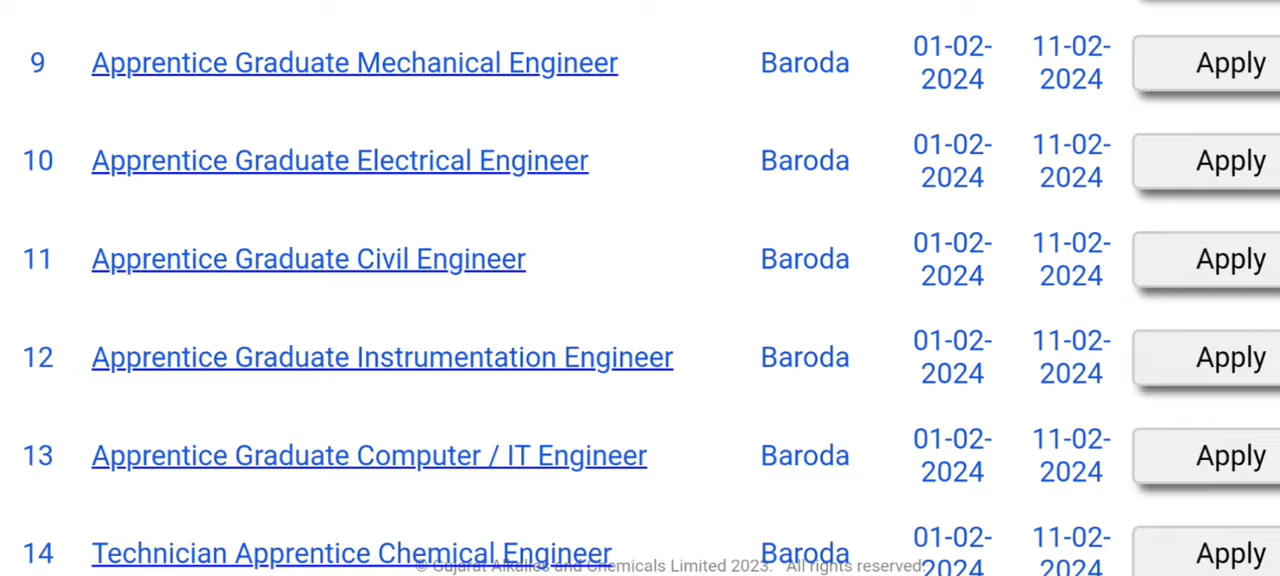 9 Apprentice Graduate Mechanical Engineer Baroda 01-02-2024 11-02-2024 Apply
10 Apprentice Graduate Electrical Engineer Baroda 01-02-2024 11-02-2024 Apply
11 Apprentice Graduate Civil Engineer Baroda 01-02-2024 11-02-2024 Apply
12 Apprentice Graduate Instrumentation Engineer Baroda 01-02-2024 11-02-2024 Apply
13 Apprentice Graduate Computer / IT Engineer Baroda 01-02-2024 11-02-2024 Apply
14 Technician Apprentice Chemical Engineer Baroda 01-02-2024 11-02-2024 Apply
© Gujarat Alkalies and Chemicals Limited 2023. All rights reserved.